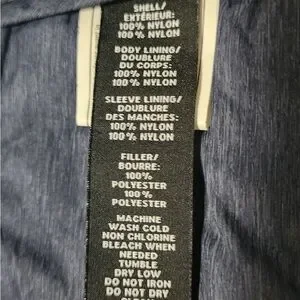 SHELL/
EXTÉRIEUR:
100% NYLON
100% NYLON
BODY LINING/
DOUBLURE
DU CORPS:
100% NYLON
100% NYLON
SLEEVE LINING/
DOUBLURE
DES MANCHES:
100% NYLON
100% NYLON
FILLER/
BOURRE:
100%
POLYESTER
100%
POLYESTER
MACHINE
WASH COLD
NON CHLORINE
BLEACH WHEN
NEEDED
TUMBLE
DRY LOW
DO NOT IRON
DO NOT DRY